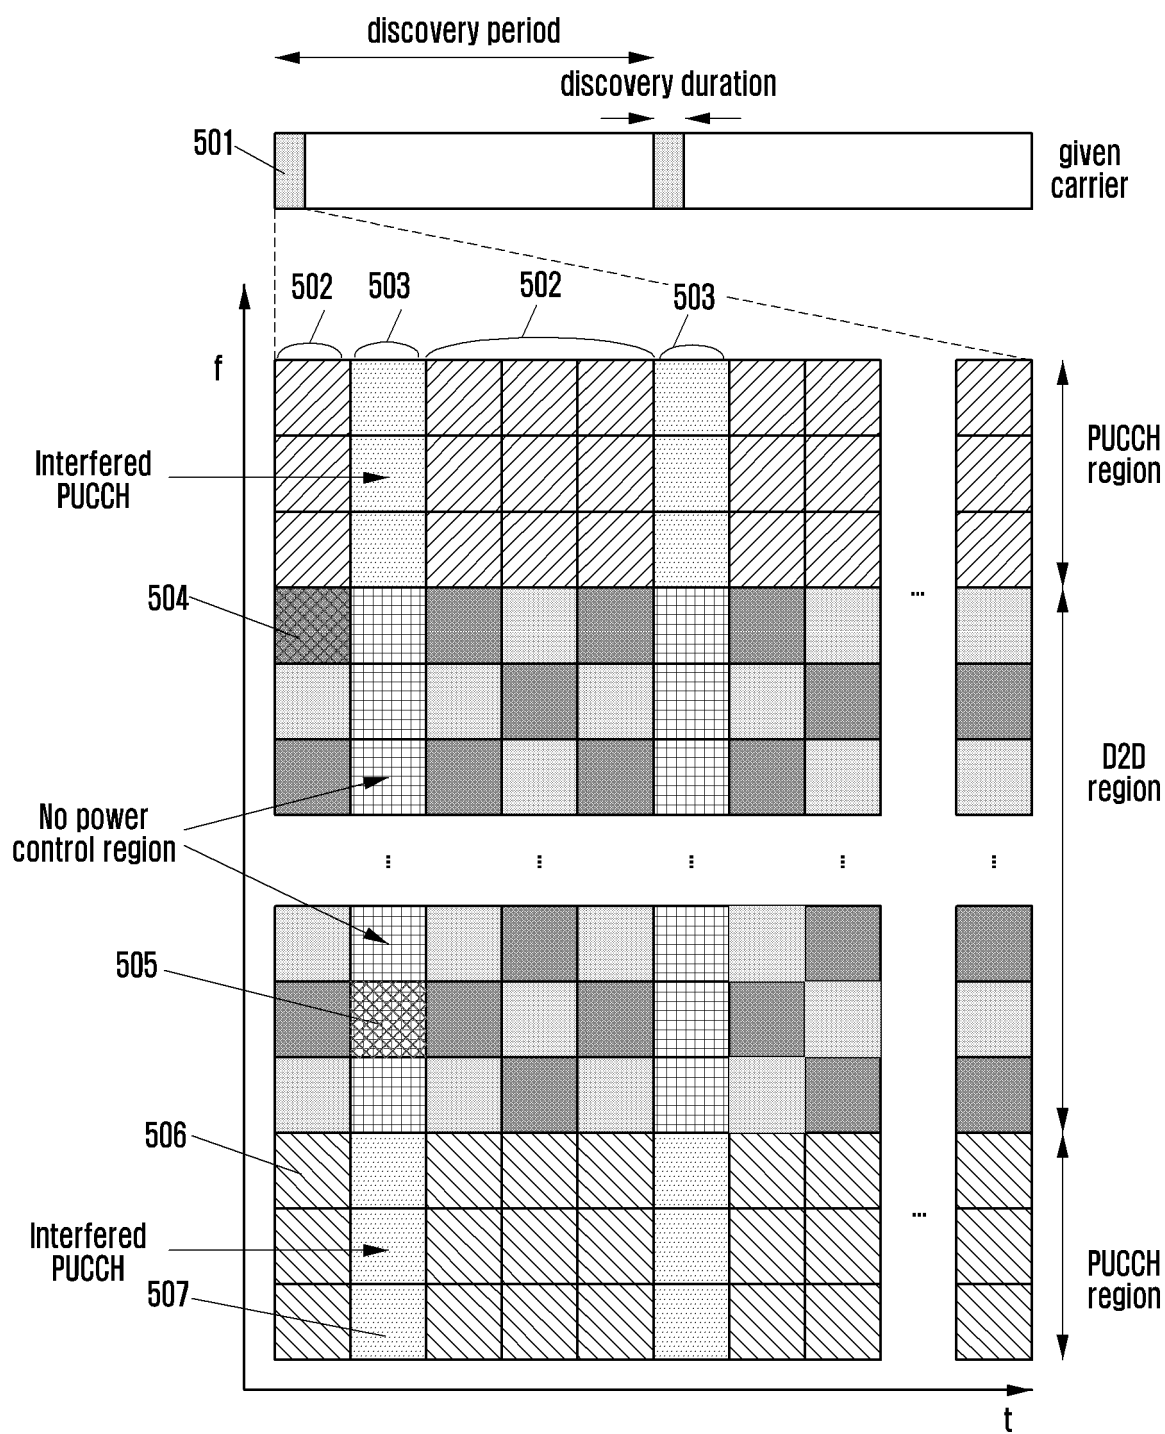 discovery period
discovery duration
501
given
carrier
502
503
502
503
f
Interfered
PUCCH
PUCCH
region
504
...
No power
control region
D2D
region
...
...
...
...
...
505
506
Interfered
PUCCH
507
...
PUCCH
region
t